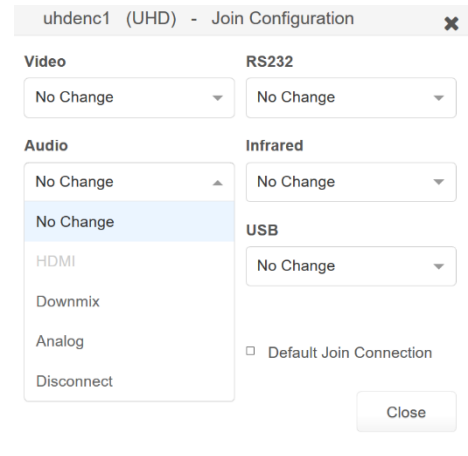 uhdenc1 (UHD) - Join Configuration
Video
No Change
RS232
No Change
Audio
No Change
No Change
HDMI
Downmix
Analog
Disconnect
Infrared
No Change
USB
No Change
Default Join Connection
Close